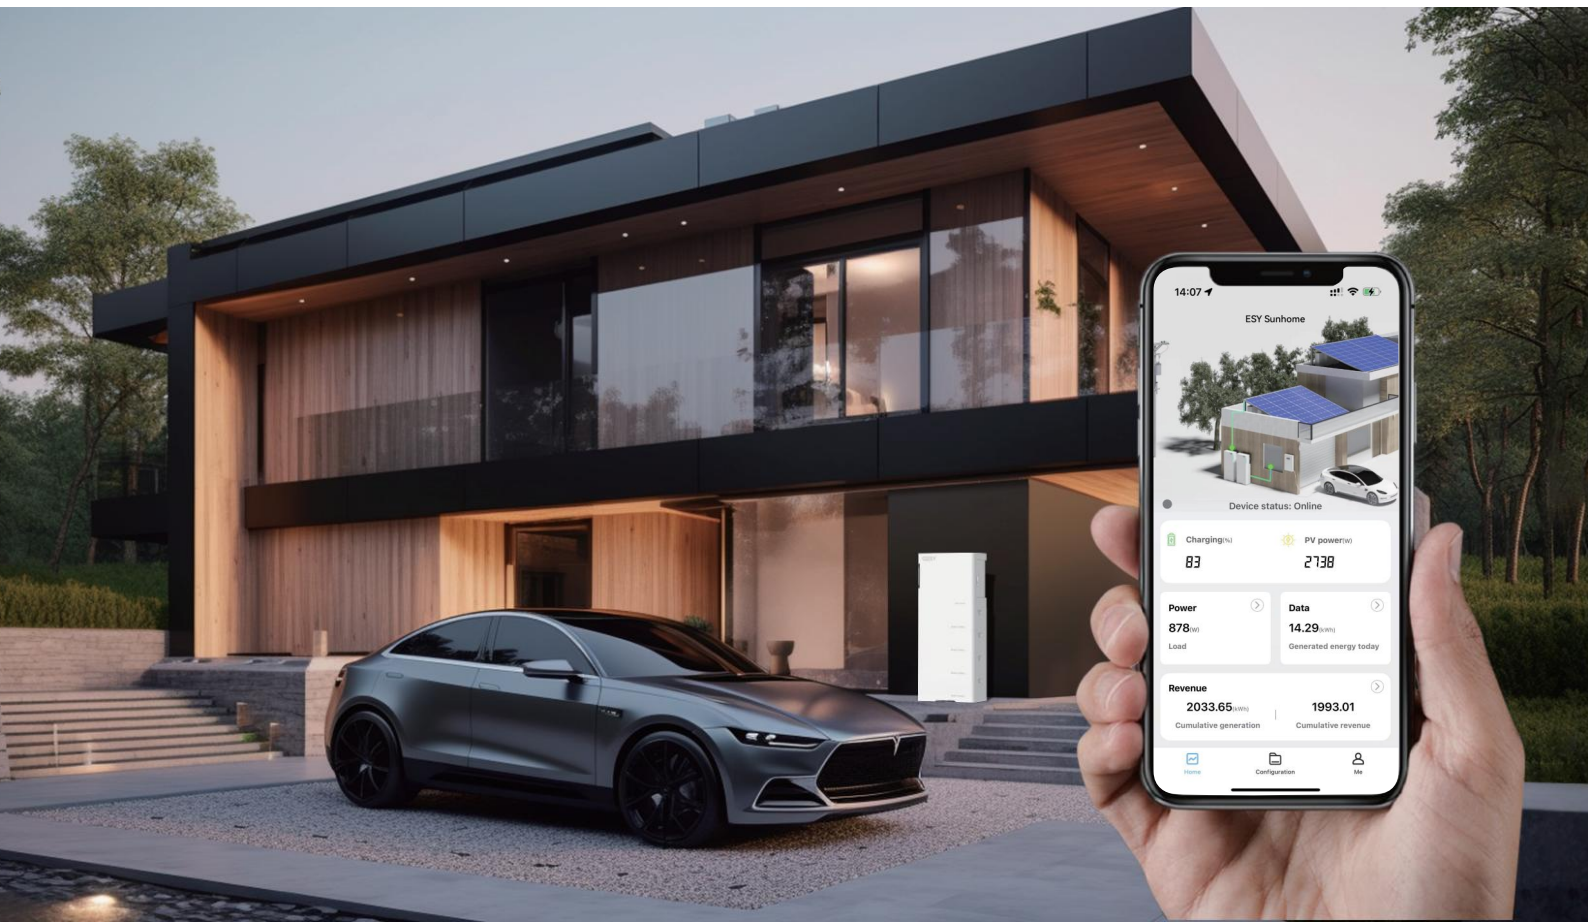 14:07
ESY Sunhome
Device status: Online
Charging(%)
PV power(w)
83
2738
Power
878(w)
Load
Data
14.29(kWh)
Generated energy today
Revenue
2033.65(kWh)
Cumulative generation
1993.01
Cumulative revenue
Home
Configuration
Me